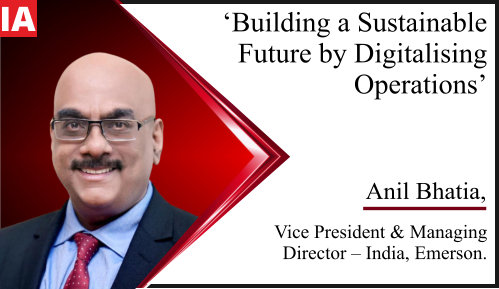 IA
‘Building a Sustainable
Future by Digitalising
Operations’
Anil Bhatia,
Vice President & Managing
Director – India, Emerson.